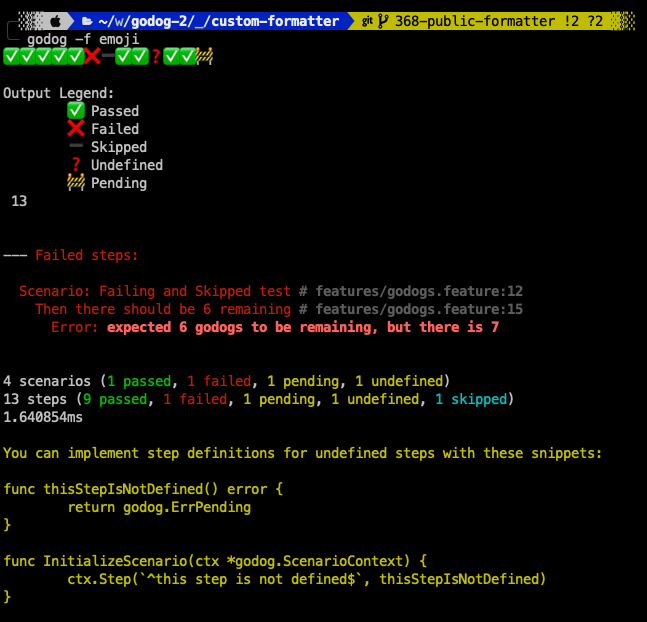 ~/w/godog-2/_/custom-formatter git 368-public-formatter !2 ?2
godog -f emoji
✅✅✅✅✅❌➖✅✅❓✅✅🚧
Output Legend:
✅ Passed
❌ Failed
➖ Skipped
❓ Undefined
🚧 Pending
13
--- Failed steps:
Scenario: Failing and Skipped test # features/godogs.feature:12
Then there should be 6 remaining # features/godogs.feature:15
Error: expected 6 godogs to be remaining, but there is 7
4 scenarios (1 passed, 1 failed, 1 pending, 1 undefined)
13 steps (9 passed, 1 failed, 1 pending, 1 undefined, 1 skipped)
1.640854ms
You can implement step definitions for undefined steps with these snippets:
func thisStepIsNotDefined() error {
return godog.ErrPending
}
func InitializeScenario(ctx *godog.ScenarioContext) {
ctx.Step(`^this step is not defined$`, thisStepIsNotDefined)
}